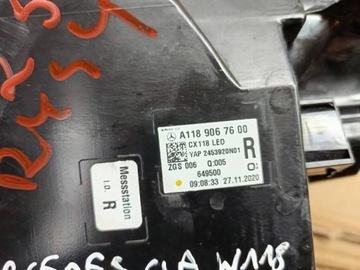 A118 906 76 00
CX118 LED
YAP 2453920N01
R
ZGS 006 Q:005
649500
09:08:33 27.11.2020
Messstation
i.O.
R
CLA W118